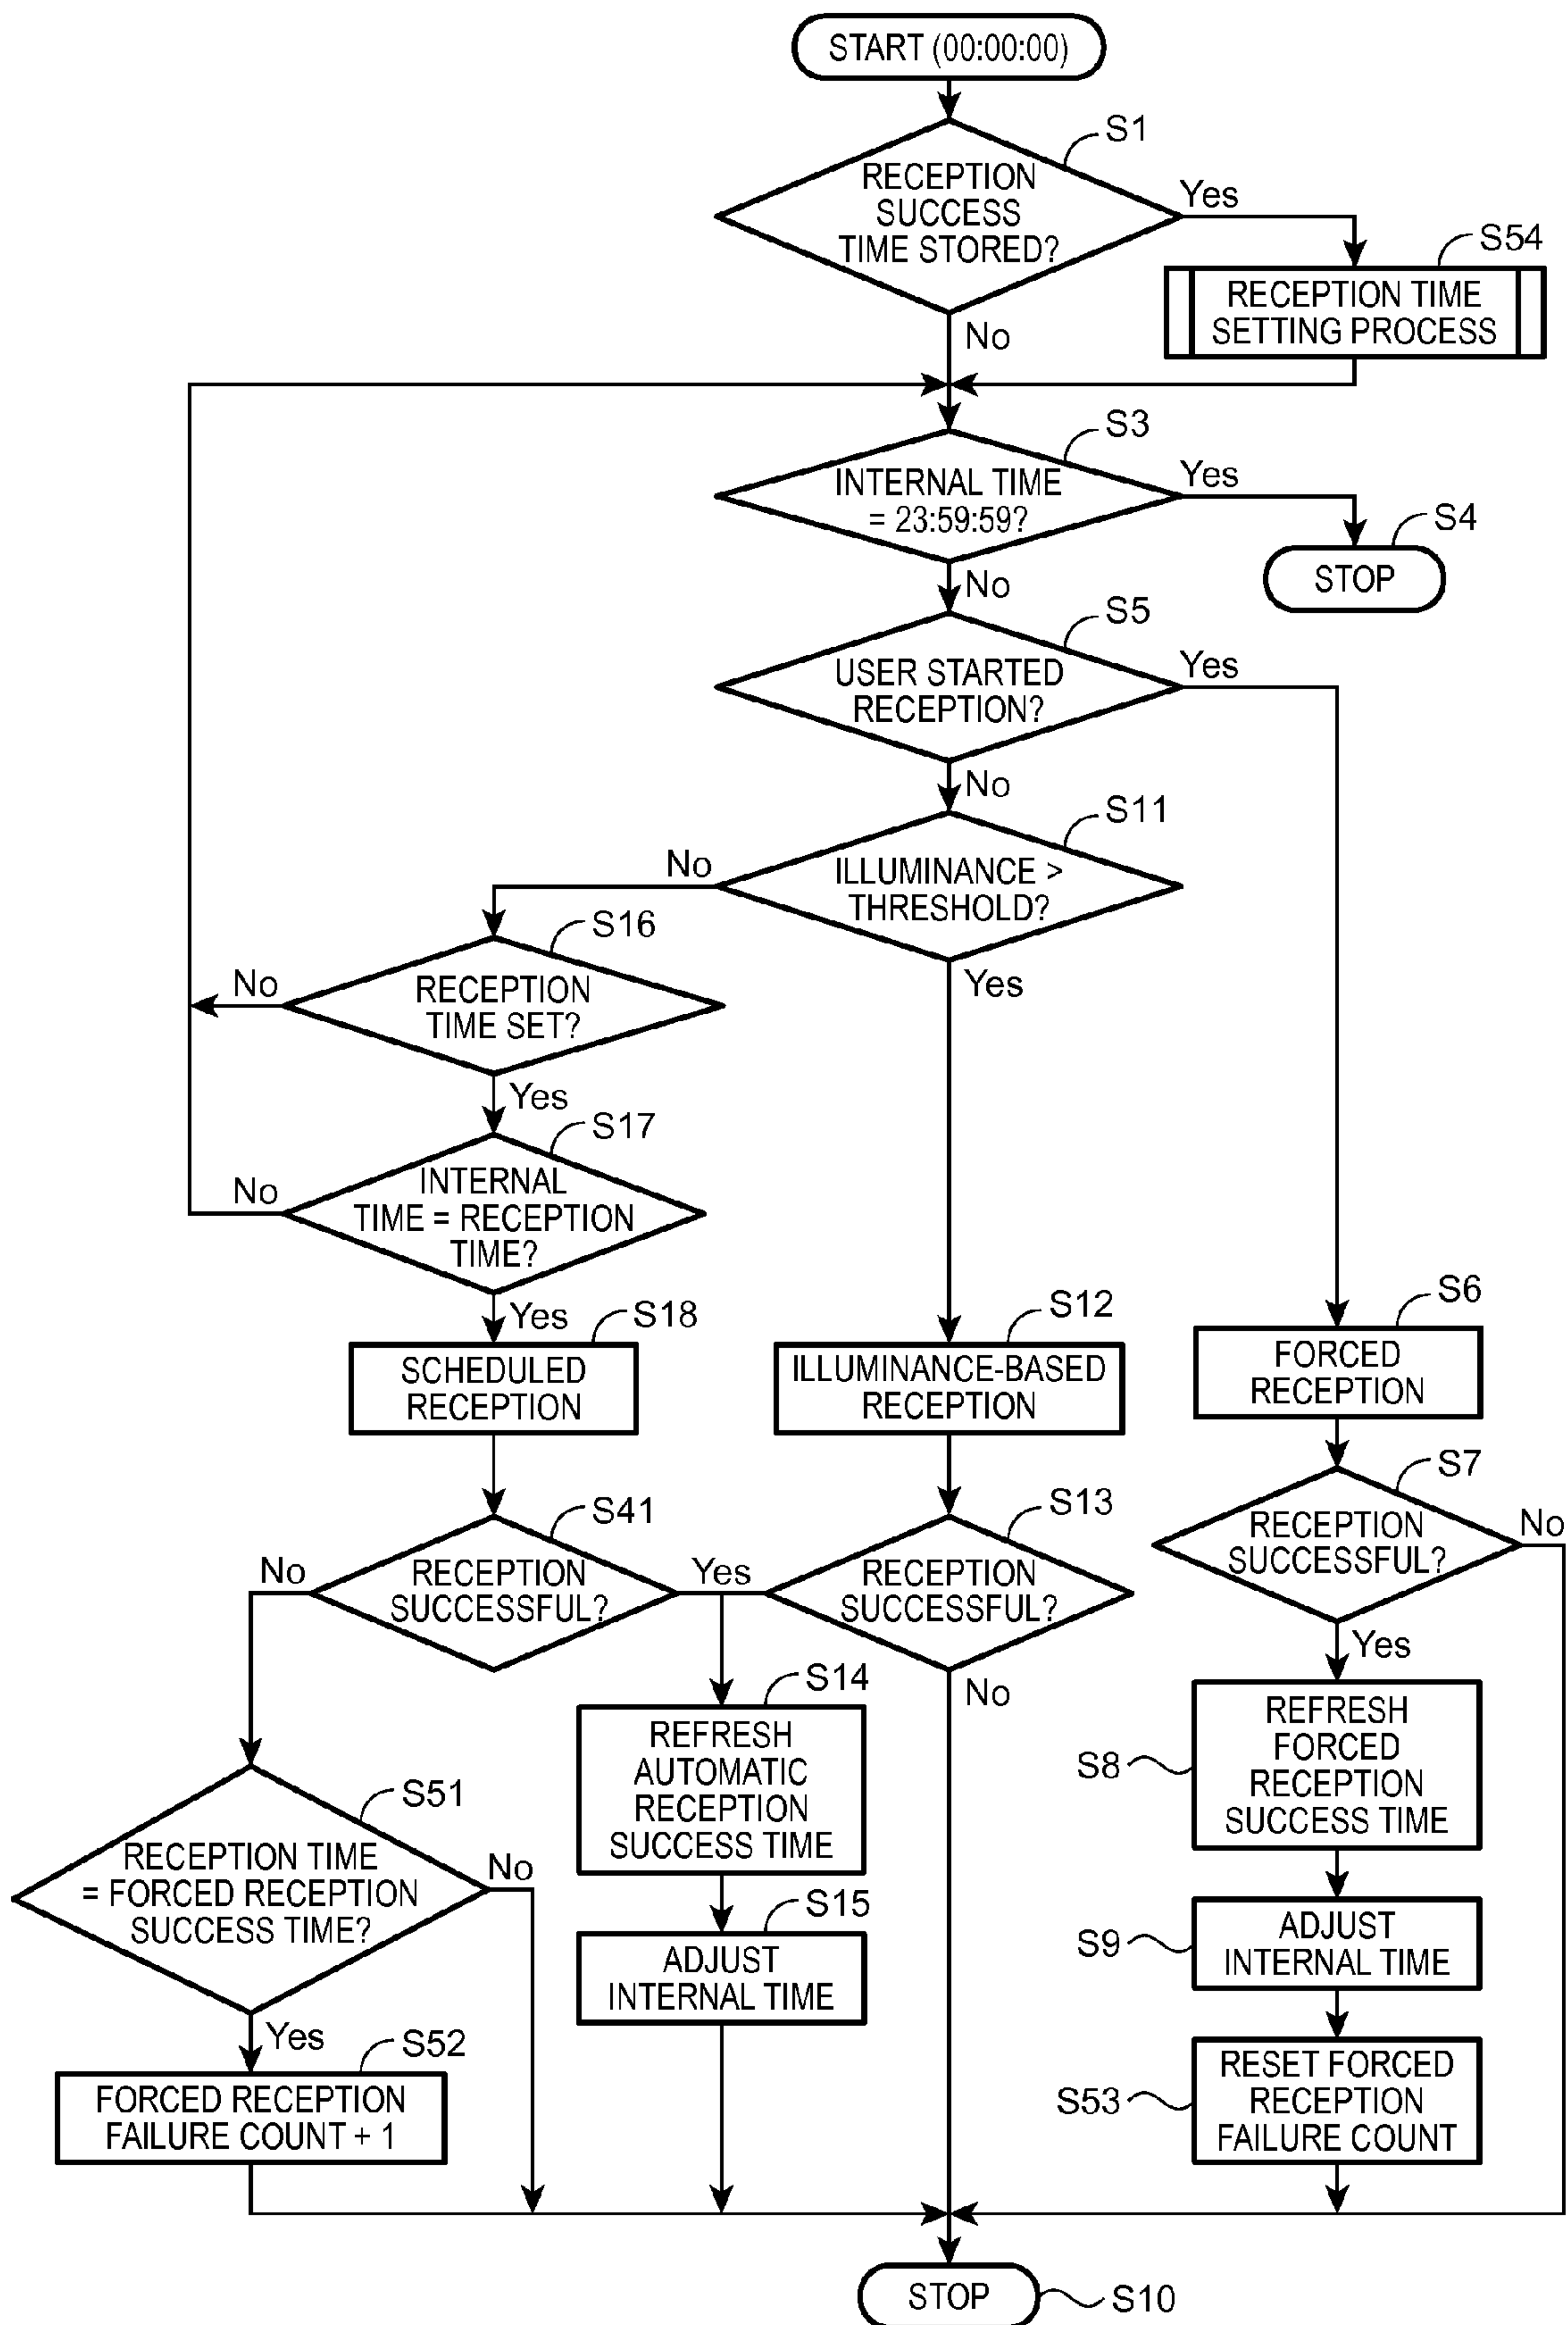 START (00:00:00)
S1
RECEPTION
SUCCESS
TIME STORED?
Yes
No
S54
RECEPTION TIME
SETTING PROCESS
S3
INTERNAL TIME
= 23:59:59?
Yes
No
S4
STOP
S5
USER STARTED
RECEPTION?
Yes
No
S11
ILLUMINANCE >
THRESHOLD?
No
Yes
S16
RECEPTION
TIME SET?
No
Yes
S17
INTERNAL
TIME = RECEPTION
TIME?
No
Yes
S18
SCHEDULED
RECEPTION
S12
ILLUMINANCE-BASED
RECEPTION
S6
FORCED
RECEPTION
S41
RECEPTION
SUCCESSFUL?
No
Yes
S13
RECEPTION
SUCCESSFUL?
No
S7
RECEPTION
SUCCESSFUL?
No
Yes
S14
REFRESH
AUTOMATIC
RECEPTION
SUCCESS TIME
S8
REFRESH
FORCED
RECEPTION
SUCCESS TIME
S51
RECEPTION TIME
= FORCED RECEPTION
SUCCESS TIME?
No
Yes
S15
ADJUST
INTERNAL TIME
S9
ADJUST
INTERNAL TIME
S52
FORCED RECEPTION
FAILURE COUNT + 1
S53
RESET FORCED
RECEPTION
FAILURE COUNT
STOP
S10